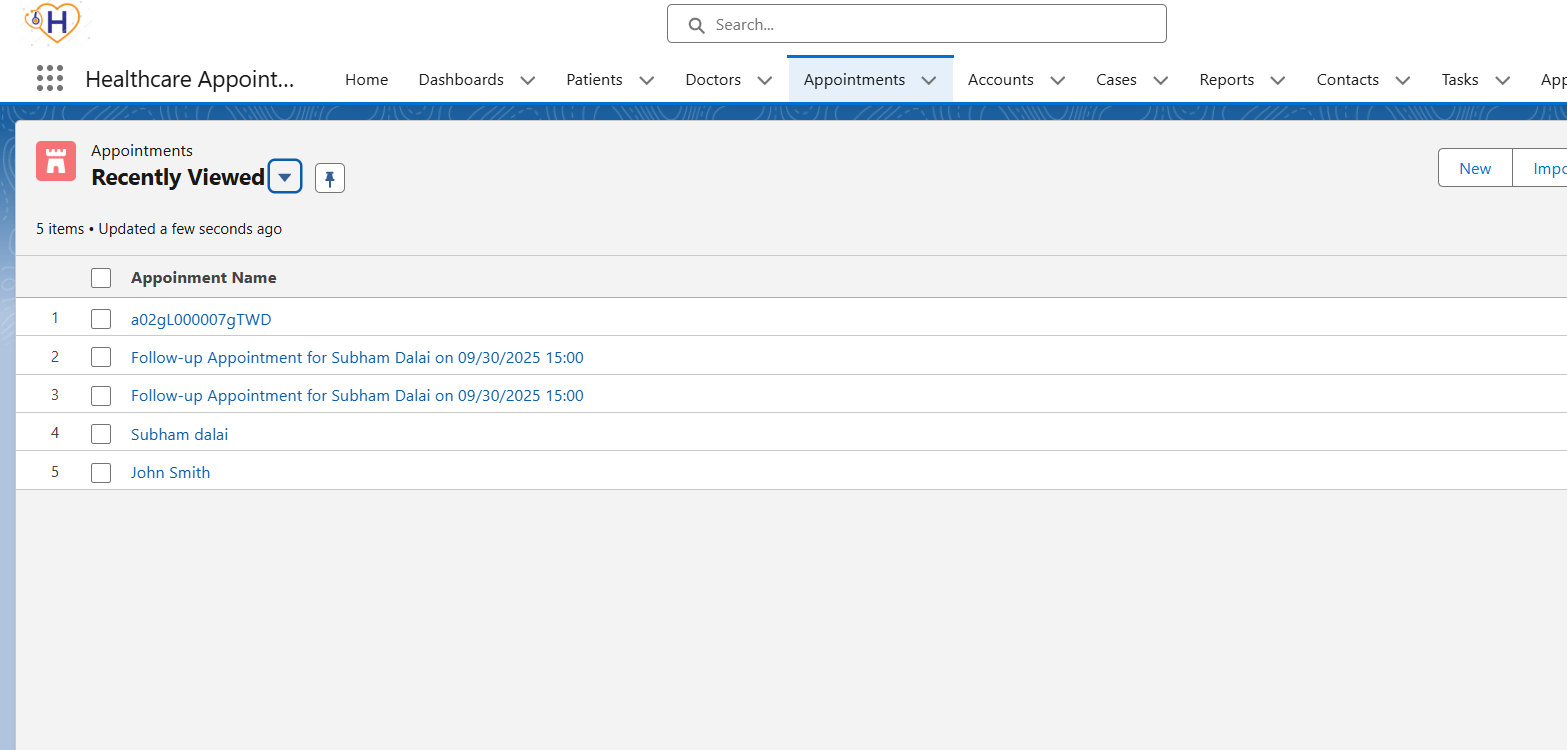 H
Search...
Healthcare Appoint... Home Dashboards Patients Doctors Appointments Accounts Cases Reports Contacts Tasks App
Appointments
Recently Viewed
New Impo
5 items • Updated a few seconds ago
Appoinment Name
1 a02gL000007gTWD
2 Follow-up Appointment for Subham Dalai on 09/30/2025 15:00
3 Follow-up Appointment for Subham Dalai on 09/30/2025 15:00
4 Subham dalai
5 John Smith